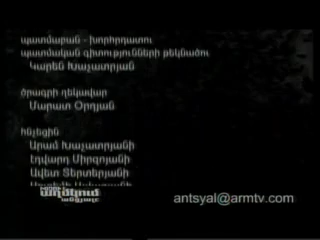 պատմաբան - խորհրդատու
պատմական գիտությունների թեկնածու
Կարեն Խաչատրյան
ծրագրի ղեկավար
Մարատ Օրդյան
հնչեցին
Արամ Խաչատրյանի
Էդվարդ Միրզոյանի
Ավետ Տերտերյանի
antsyal@armtv.com